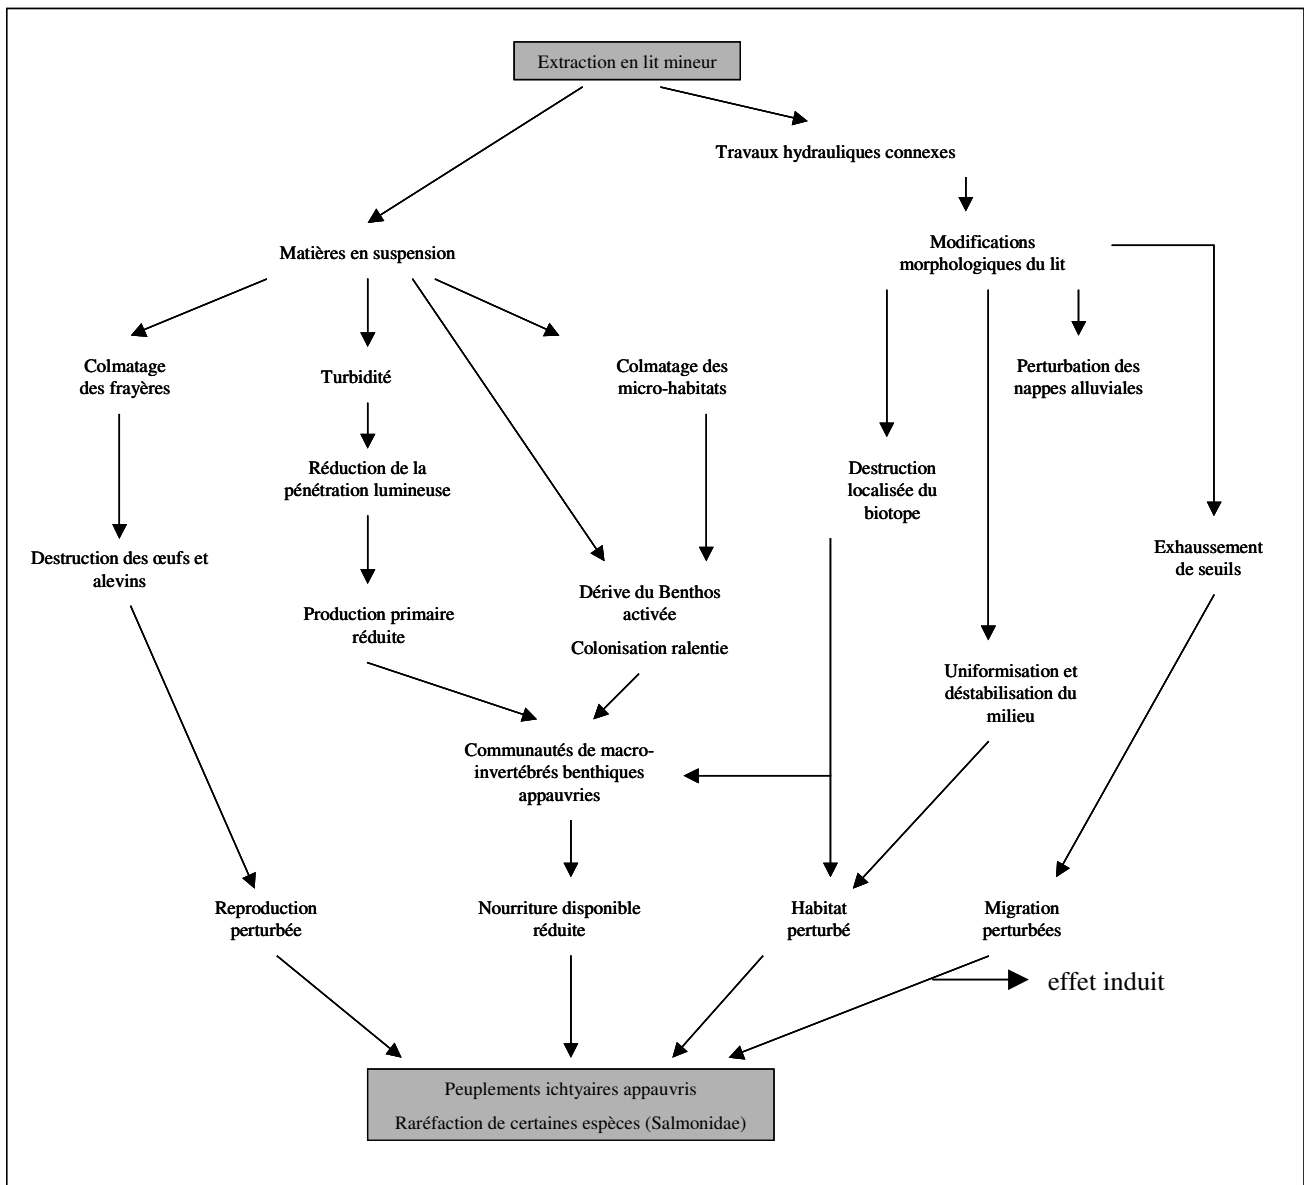 Extraction en lit mineur
Travaux hydrauliques connexes
Matières en suspension
Modifications
morphologiques du lit
Colmatage
des frayères
Turbidité
Colmatage des
micro-habitats
Perturbation des
nappes alluviales
Réduction de la
pénétration lumineuse
Destruction
localisée du
biotope
Destruction des œufs et
alevins
Exhaussement
de seuils
Production primaire
réduite
Dérive du Benthos
activée
Colonisation ralentie
Uniformisation et
déstabilisation du
milieu
Communautés de macro-
invertébrés benthiques
appauvries
Reproduction
perturbée
Nourriture disponible
réduite
Habitat
perturbé
Migration
perturbées
effet induit
Peuplements ichtyaires appauvris
Raréfaction de certaines espèces (Salmonidae)